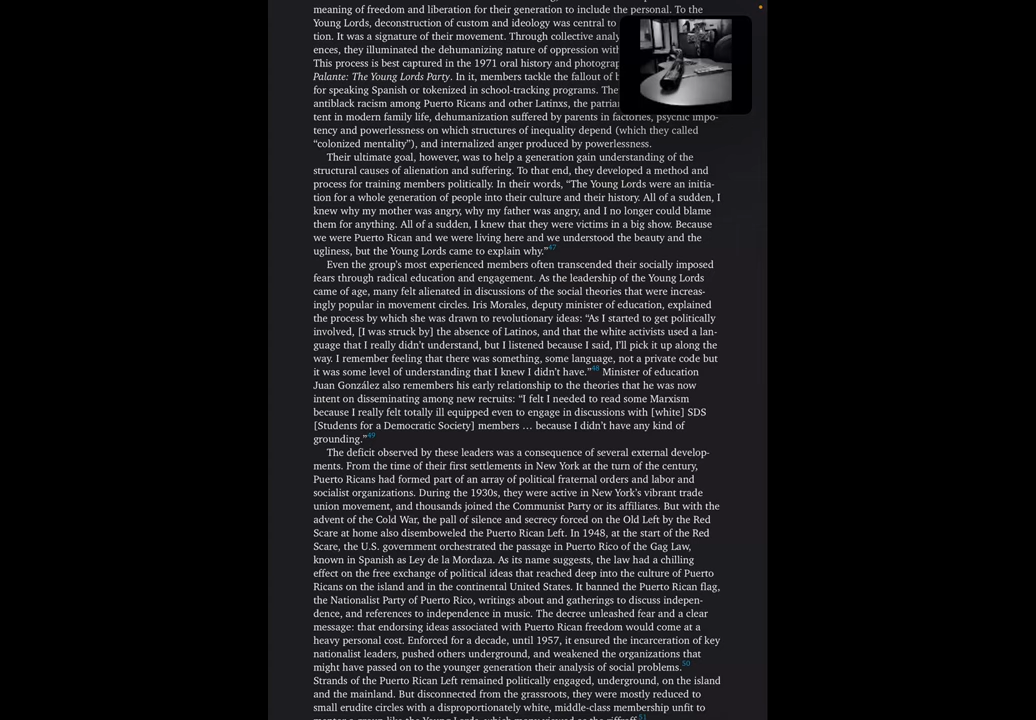 meaning of freedom and liberation for their generation to include the personal. To the
Young Lords, deconstruction of custom and ideology was central to
tion. It was a signature of their movement. Through collective
ences, they illuminated the dehumanizing nature of oppression
This process is best captured in the 1971 oral history and
Palante: The Young Lords Party. In it, members tackle the fallout of
for speaking Spanish or tokenized in school-tracking programs.
antiblack racism among Puerto Ricans and other Latinxs, the
tent in modern family life, dehumanization suffered by parents in factories, psychic impo-
tency and powerlessness on which structures of inequality depend (which they called
“colonized mentality”), and internalized anger produced by powerlessness.
Their ultimate goal, however, was to help a generation gain understanding of the
structural causes of alienation and suffering. To that end, they developed a method and
process for training members politically. In their words, “The Young Lords were an initia-
tion for a whole generation of people into their culture and their history. All of a sudden, I
knew why my mother was angry, why my father was angry, and I no longer could blame
them for anything. All of a sudden, I knew that they were victims in a big show. Because
we were Puerto Rican and we were living here and we understood the beauty and the
ugliness, but the Young Lords came to explain why.”47
Even the group’s most experienced members often transcended their socially imposed
fears through radical education and engagement. As the leadership of the Young Lords
came of age, many felt alienated in discussions of the social theories that were increas-
ingly popular in movement circles. Iris Morales, deputy minister of education, explained
the process by which she was drawn to revolutionary ideas: “As I started to get politically
involved, [I was struck by] the absence of Latinos, and that the white activists used a lan-
guage that I really didn’t understand, but I listened because I said, I’ll pick it up along the
way. I remember feeling that there was something, some language, not a private code but
it was some level of understanding that I knew I didn’t have.”48 Minister of education
Juan González also remembers his early relationship to the theories that he was now
intent on disseminating among new recruits: “I felt I needed to read some Marxism
because I really felt totally ill equipped even to engage in discussions with [white] SDS
[Students for a Democratic Society] members … because I didn’t have any kind of
grounding.”49
The deficit observed by these leaders was a consequence of several external develop-
ments. From the time of their first settlements in New York at the turn of the century,
Puerto Ricans had formed part of an array of political fraternal orders and labor and
socialist organizations. During the 1930s, they were active in New York’s vibrant trade
union movement, and thousands joined the Communist Party or its affiliates. But with the
advent of the Cold War, the pall of silence and secrecy forced on the Old Left by the Red
Scare at home also disemboweled the Puerto Rican Left. In 1948, at the start of the Red
Scare, the U.S. government orchestrated the passage in Puerto Rico of the Gag Law,
known in Spanish as Ley de la Mordaza. As its name suggests, the law had a chilling
effect on the free exchange of political ideas that reached deep into the culture of Puerto
Ricans on the island and in the continental United States. It banned the Puerto Rican flag,
the Nationalist Party of Puerto Rico, writings about and gatherings to discuss indepen-
dence, and references to independence in music. The decree unleashed fear and a clear
message: that endorsing ideas associated with Puerto Rican freedom would come at a
heavy personal cost. Enforced for a decade, until 1957, it ensured the incarceration of key
nationalist leaders, pushed others underground, and weakened the organizations that
might have passed on to the younger generation their analysis of social problems.50
Strands of the Puerto Rican Left remained politically engaged, underground, on the island
and the mainland. But disconnected from the grassroots, they were mostly reduced to
small erudite circles with a disproportionately white, middle-class membership unfit to